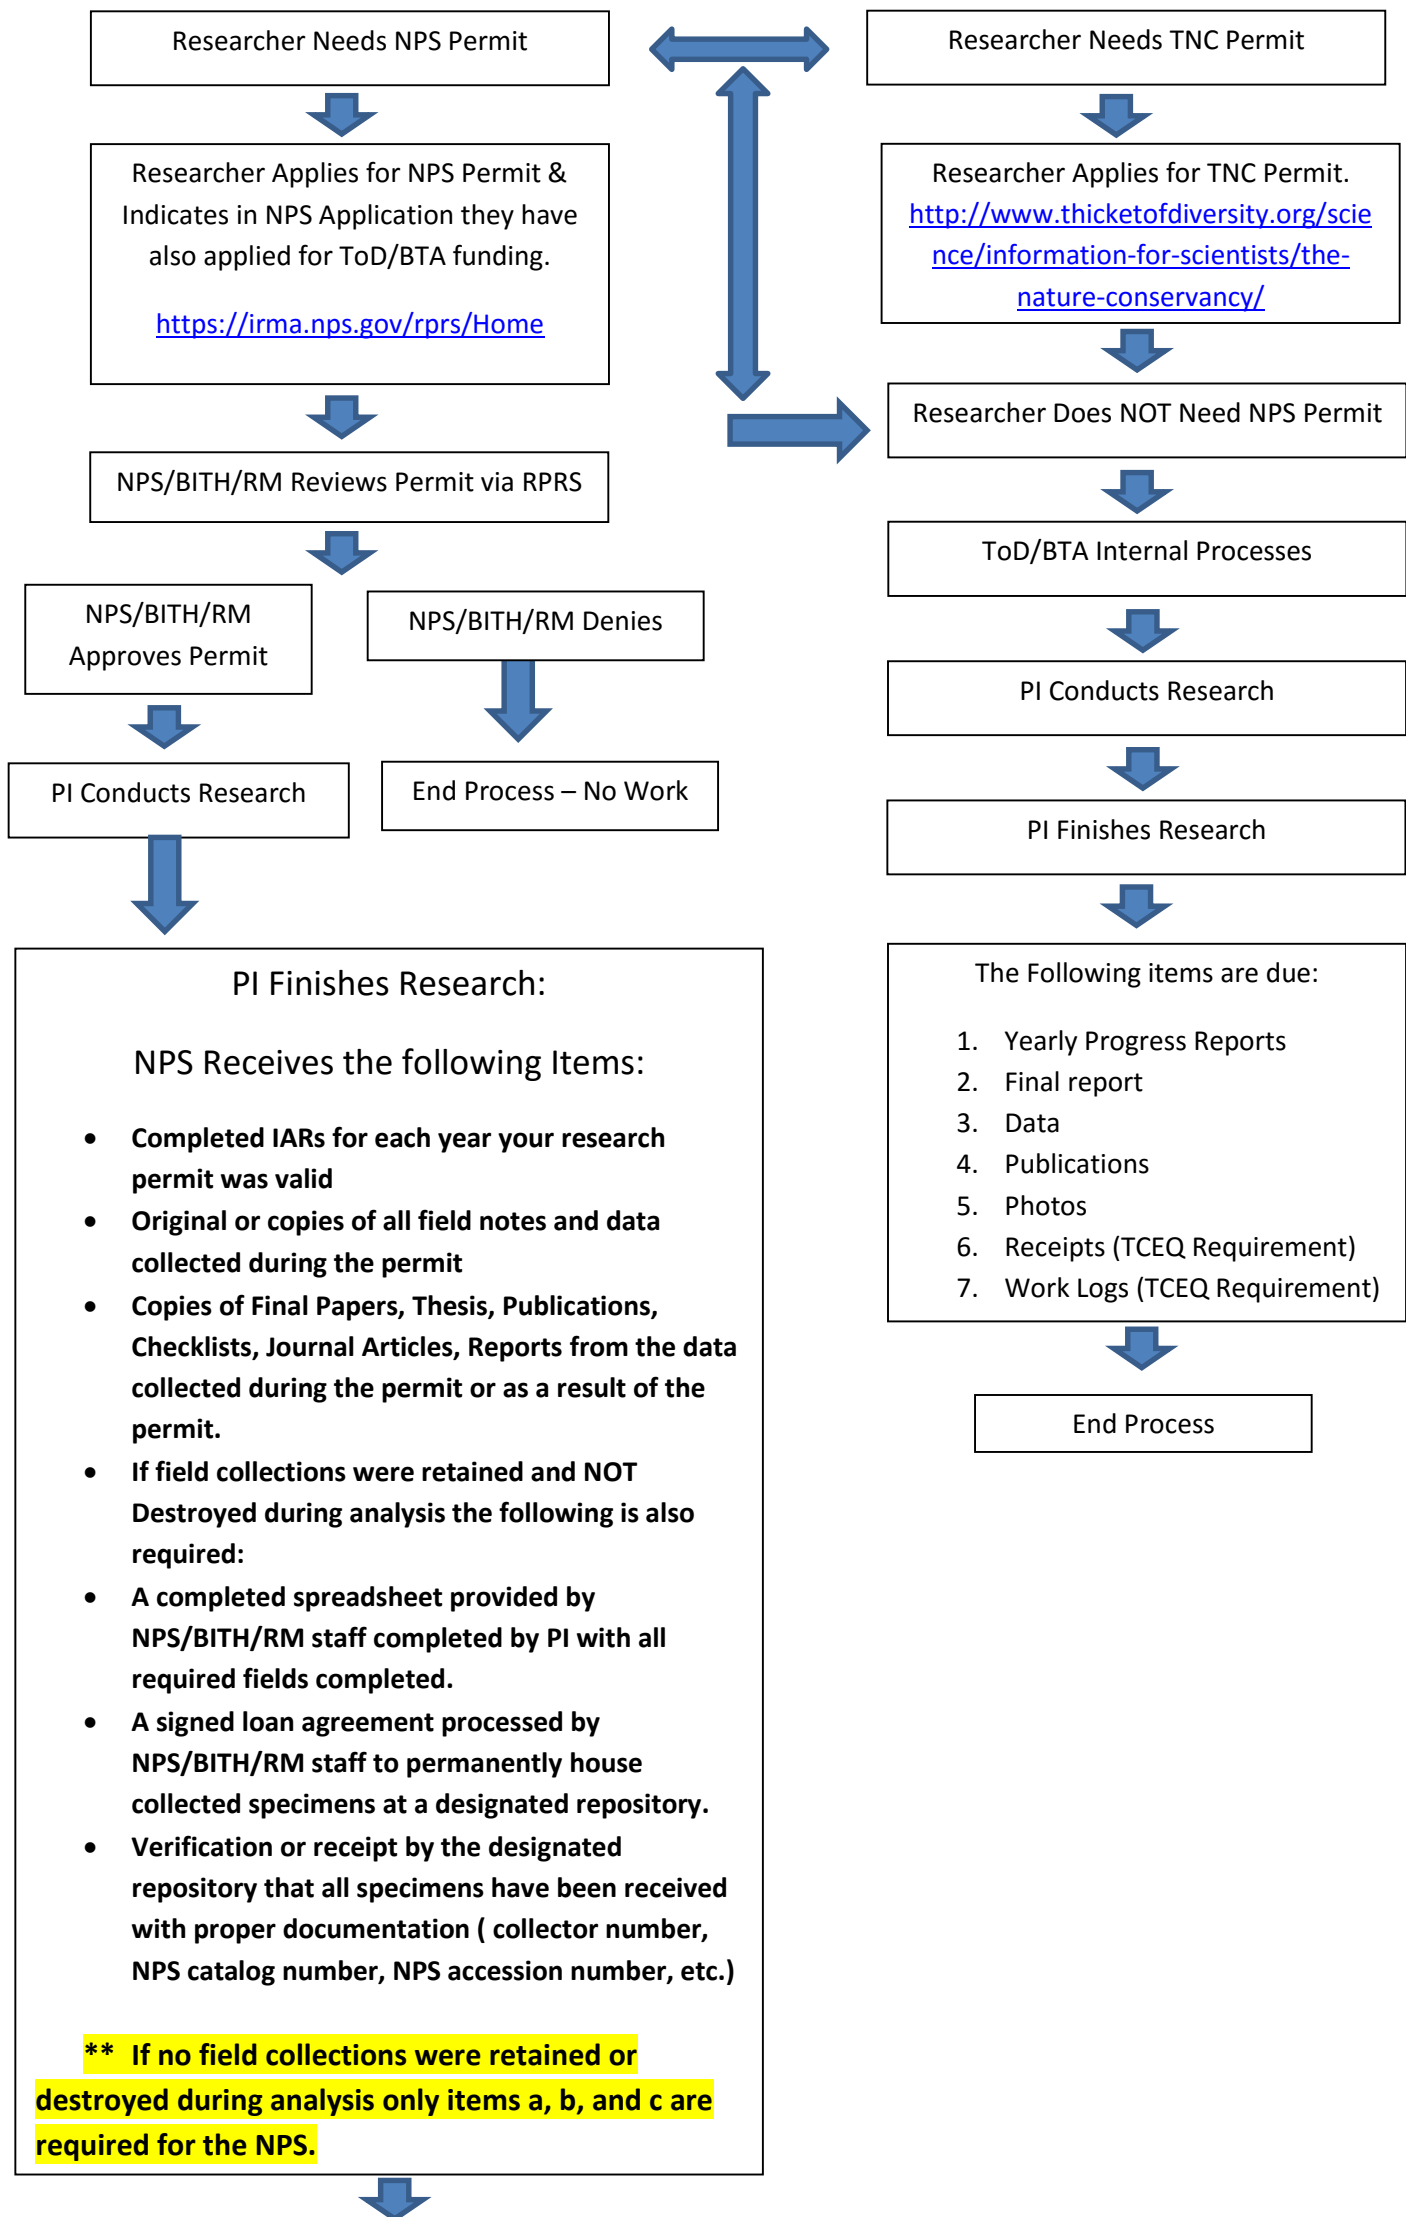 Researcher Needs NPS Permit
Researcher Applies for NPS Permit &
Indicates in NPS Application they have
also applied for ToD/BTA funding.
https://irma.nps.gov/rprs/Home
NPS/BITH/RM Reviews Permit via RPRS
NPS/BITH/RM
Approves Permit
NPS/BITH/RM Denies
PI Conducts Research
End Process – No Work
PI Finishes Research:
NPS Receives the following Items:
• Completed IARs for each year your research
permit was valid
• Original or copies of all field notes and data
collected during the permit
• Copies of Final Papers, Thesis, Publications,
Checklists, Journal Articles, Reports from the data
collected during the permit or as a result of the
permit.
• If field collections were retained and NOT
Destroyed during analysis the following is also
required:
• A completed spreadsheet provided by
NPS/BITH/RM staff completed by PI with all
required fields completed.
• A signed loan agreement processed by
NPS/BITH/RM staff to permanently house
collected specimens at a designated repository.
• Verification or receipt by the designated
repository that all specimens have been received
with proper documentation ( collector number,
NPS catalog number, NPS accession number, etc.)
** If no field collections were retained or
destroyed during analysis only items a, b, and c are
required for the NPS.
Researcher Needs TNC Permit
Researcher Applies for TNC Permit.
http://www.thicketofdiversity.org/scie
nce/information-for-scientists/the-
nature-conservancy/
Researcher Does NOT Need NPS Permit
ToD/BTA Internal Processes
PI Conducts Research
PI Finishes Research
The Following items are due:
1. Yearly Progress Reports
2. Final report
3. Data
4. Publications
5. Photos
6. Receipts (TCEQ Requirement)
7. Work Logs (TCEQ Requirement)
End Process